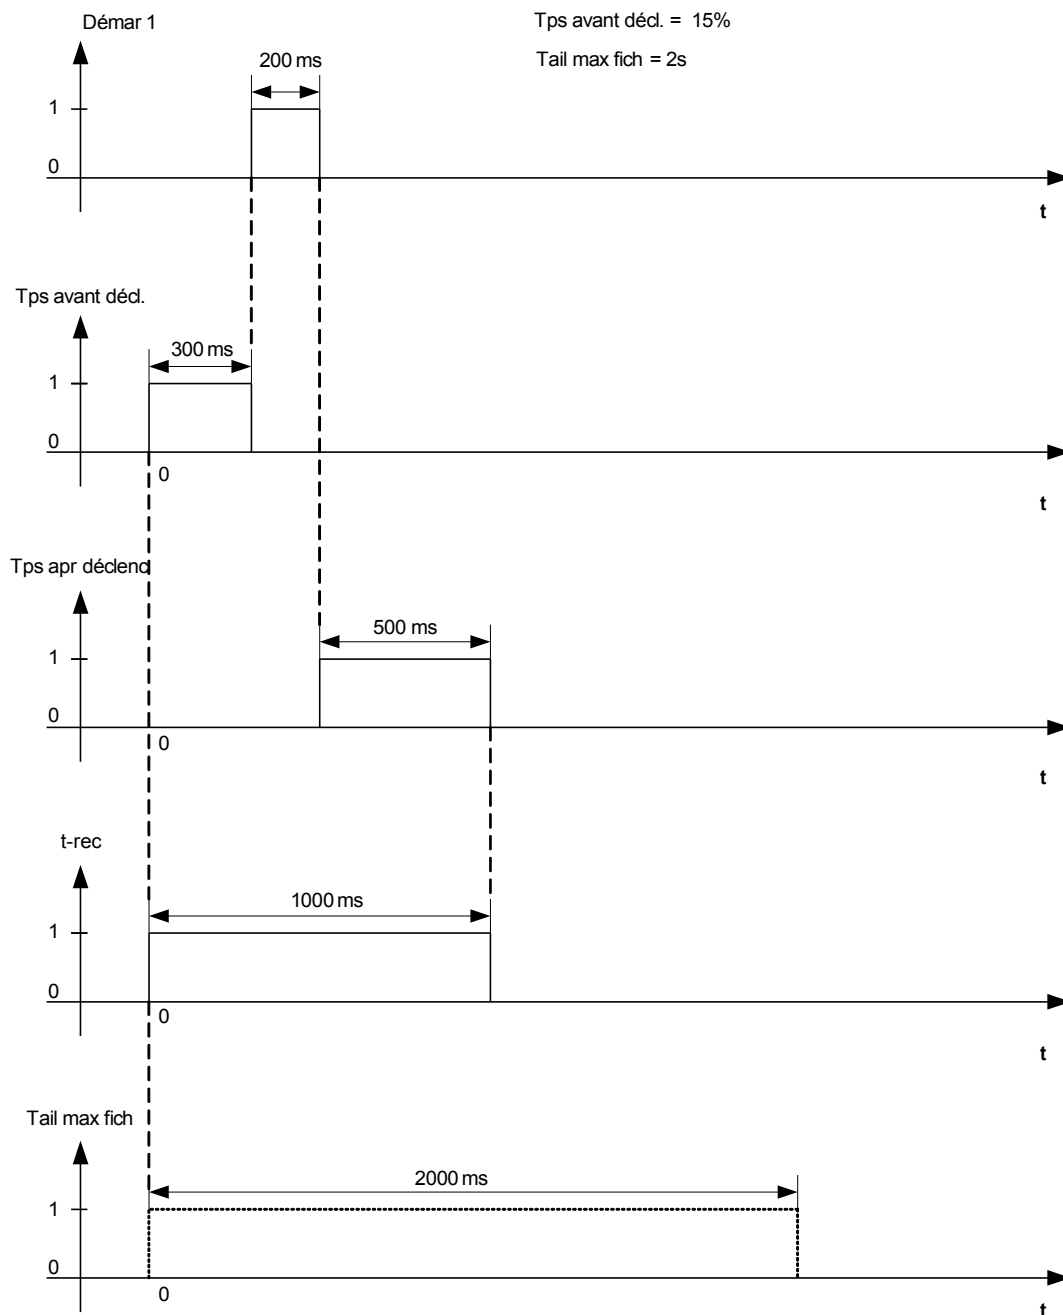 Démar 1
Tps avant décl. = 15%
Tail max fich = 2s
200 ms
1
0
t
Tps avant décl.
300 ms
1
0
0
t
Tps apr déclenc
500 ms
1
0
0
t
t-rec
1000 ms
1
0
0
t
Tail max fich
2000 ms
1
0
0
t